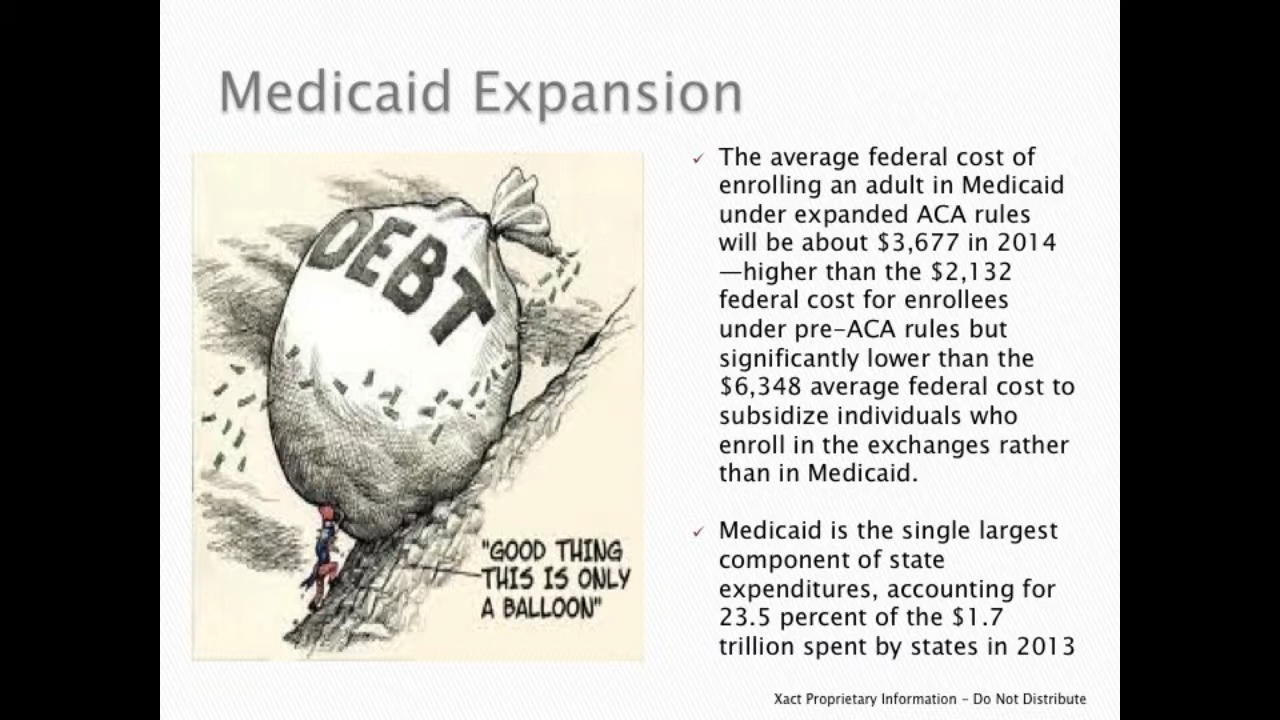 Medicaid Expansion
DEBT
"GOOD THING
THIS IS ONLY
A BALLOON"
The average federal cost of
enrolling an adult in Medicaid
under expanded ACA rules
will be about $3,677 in 2014
—higher than the $2,132
federal cost for enrollees
under pre-ACA rules but
significantly lower than the
$6,348 average federal cost to
subsidize individuals who
enroll in the exchanges rather
than in Medicaid.
Medicaid is the single largest
component of state
expenditures, accounting for
23.5 percent of the $1.7
trillion spent by states in 2013
Xact Proprietary Information - Do Not Distribute